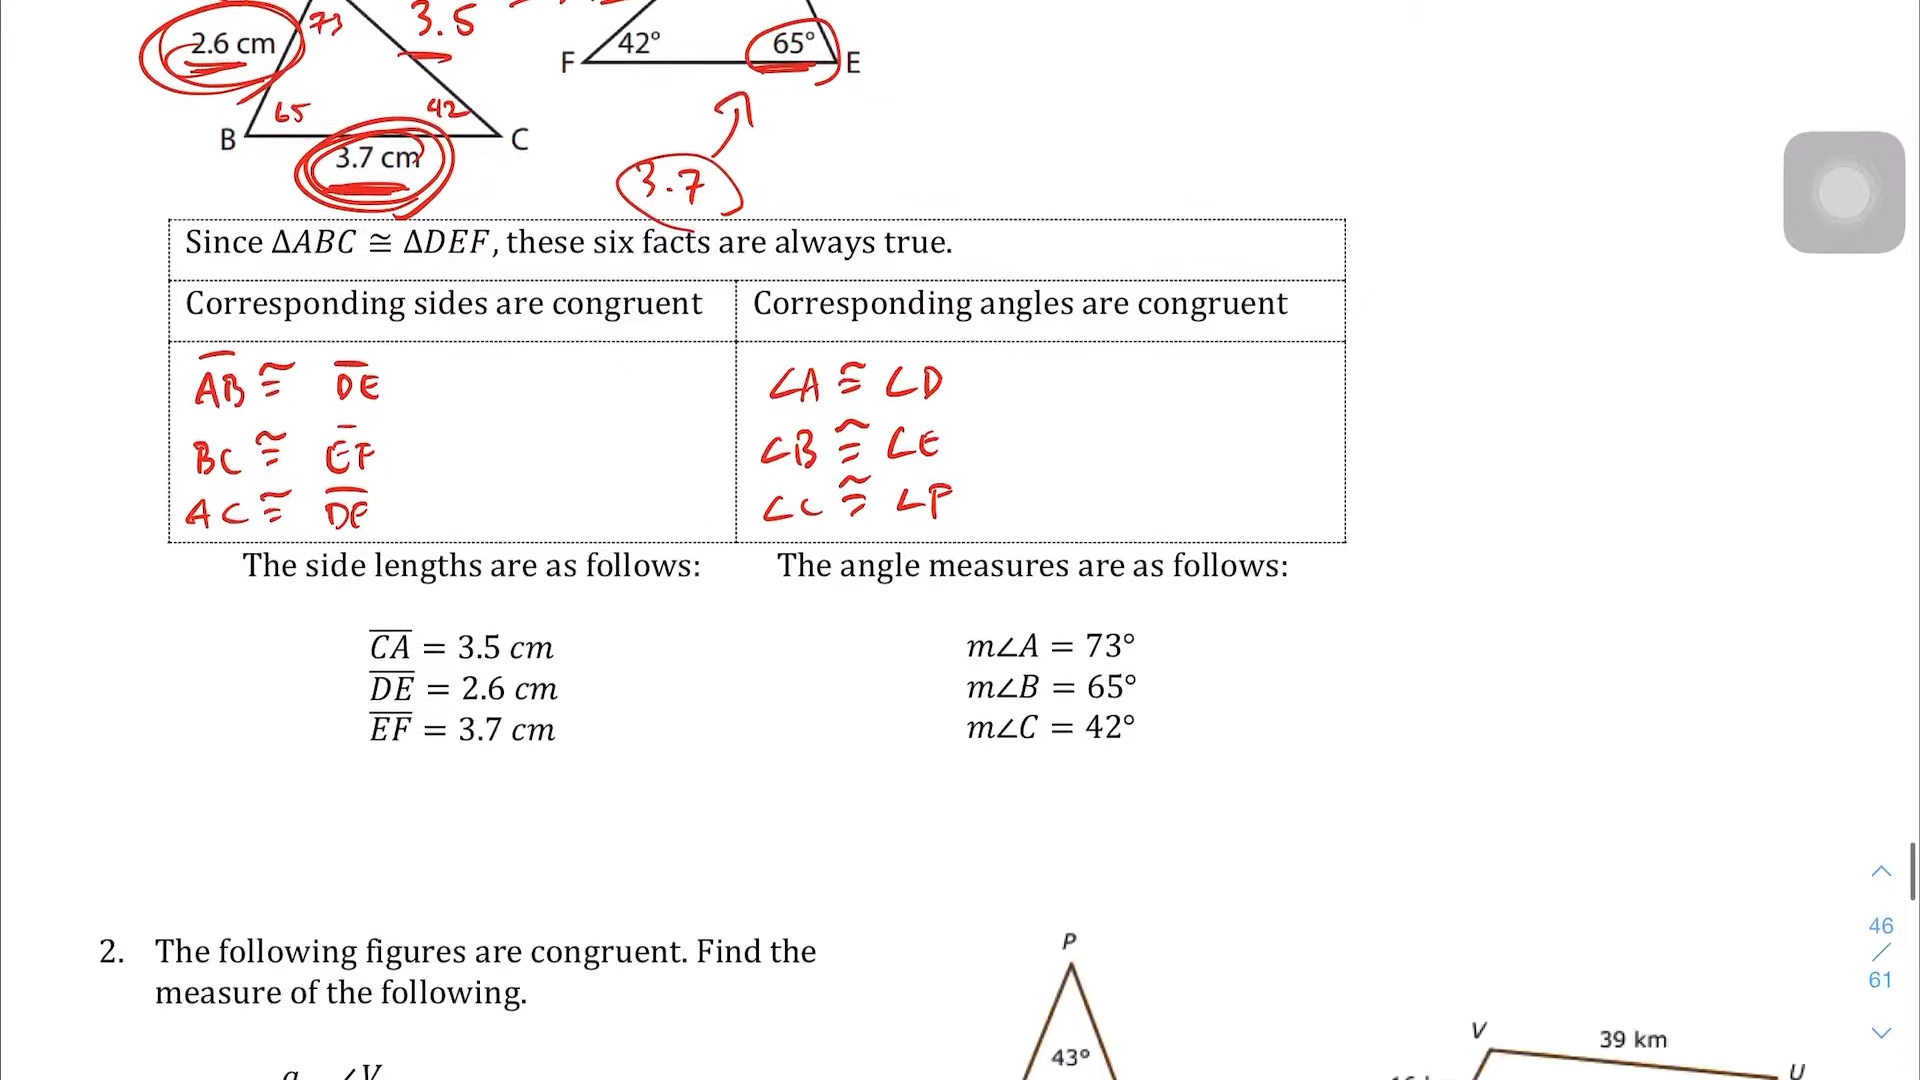 73
3.5
2.6 cm
42°
65°
F
E
65
42
B
C
3.7 cm
3.7
Since ΔABC ≅ ΔDEF, these six facts are always true.
Corresponding sides are congruent
Corresponding angles are congruent
AB ≅ DE
∠A ≅ ∠D
BC ≅ EF
∠B ≅ ∠E
AC ≅ DF
∠C ≅ ∠F
The side lengths are as follows:
The angle measures are as follows:
CA = 3.5 cm
m∠A = 73°
DE = 2.6 cm
m∠B = 65°
EF = 3.7 cm
m∠C = 42°
46
/
61
2. The following figures are congruent. Find the
measure of the following.
P
43°
V
39 km
U
∠V